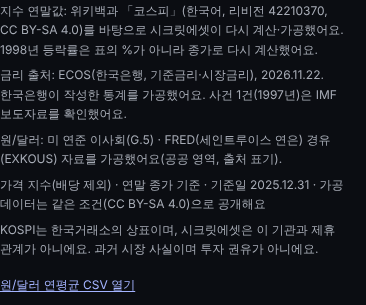 지수 연말값: 위키백과 「코스피」(한국어, 리비전 42210370,
CC BY-SA 4.0)를 바탕으로 시크릿에셋이 다시 계산·가공했어요.
1998년 등락률은 표의 %가 아니라 종가로 다시 계산했어요.
금리 출처: ECOS(한국은행, 기준금리·시장금리), 2026.11.22.
한국은행이 작성한 통계를 가공했어요. 사건 1건(1997년)은 IMF
보도자료를 확인했어요.
원/달러: 미 연준 이사회(G.5) · FRED(세인트루이스 연은) 경유
(EXKOUS) 자료를 가공했어요(공공 영역, 출처 표기).
가격 지수(배당 제외) · 연말 종가 기준 · 기준일 2025.12.31 · 가공
데이터는 같은 조건(CC BY-SA 4.0)으로 공개해요
KOSPI는 한국거래소의 상표이며, 시크릿에셋은 이 기관과 제휴
관계가 아니에요. 과거 시장 사실이며 투자 권유가 아니에요.
원/달러 연평균 CSV 열기